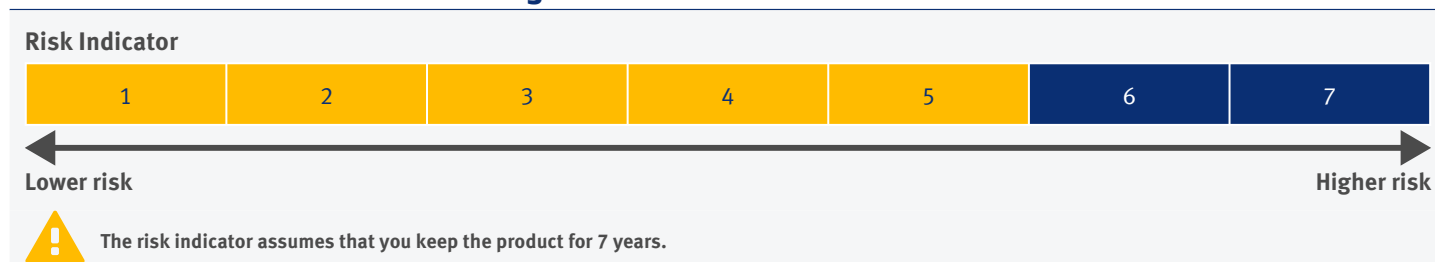 Risk Indicator
1 2 3 4 5 6 7
Lower risk Higher risk
The risk indicator assumes that you keep the product for 7 years.